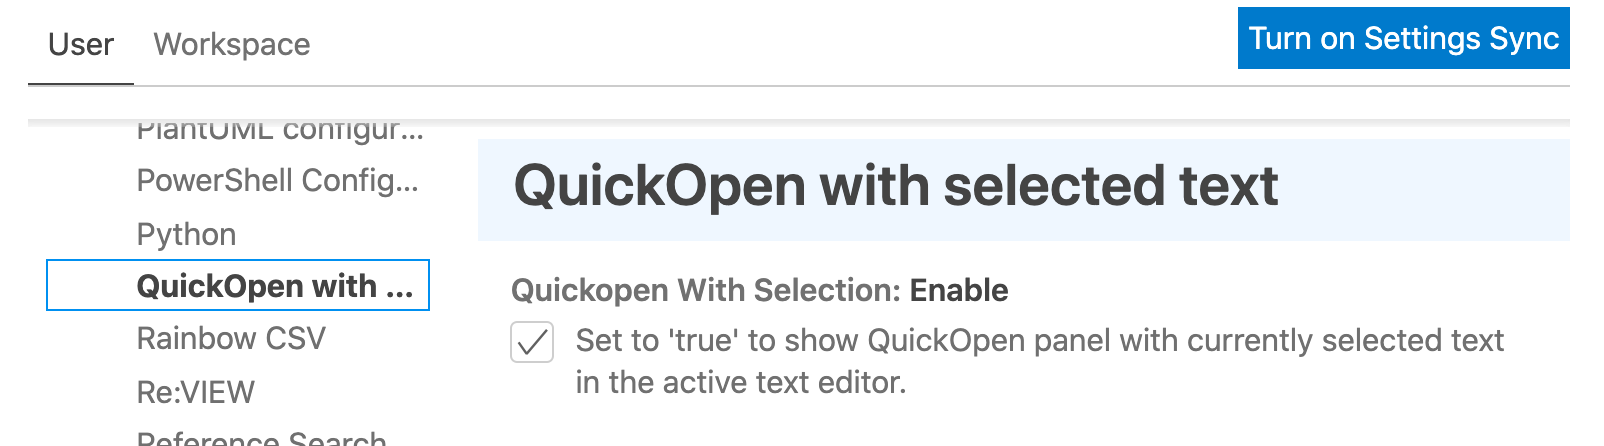 User Workspace Turn on Settings Sync
PlantUML configur...
PowerShell Config...
Python
QuickOpen with ...
Rainbow CSV
Re:VIEW
Reference Search
QuickOpen with selected text
Quickopen With Selection: Enable
Set to 'true' to show QuickOpen panel with currently selected text
in the active text editor.